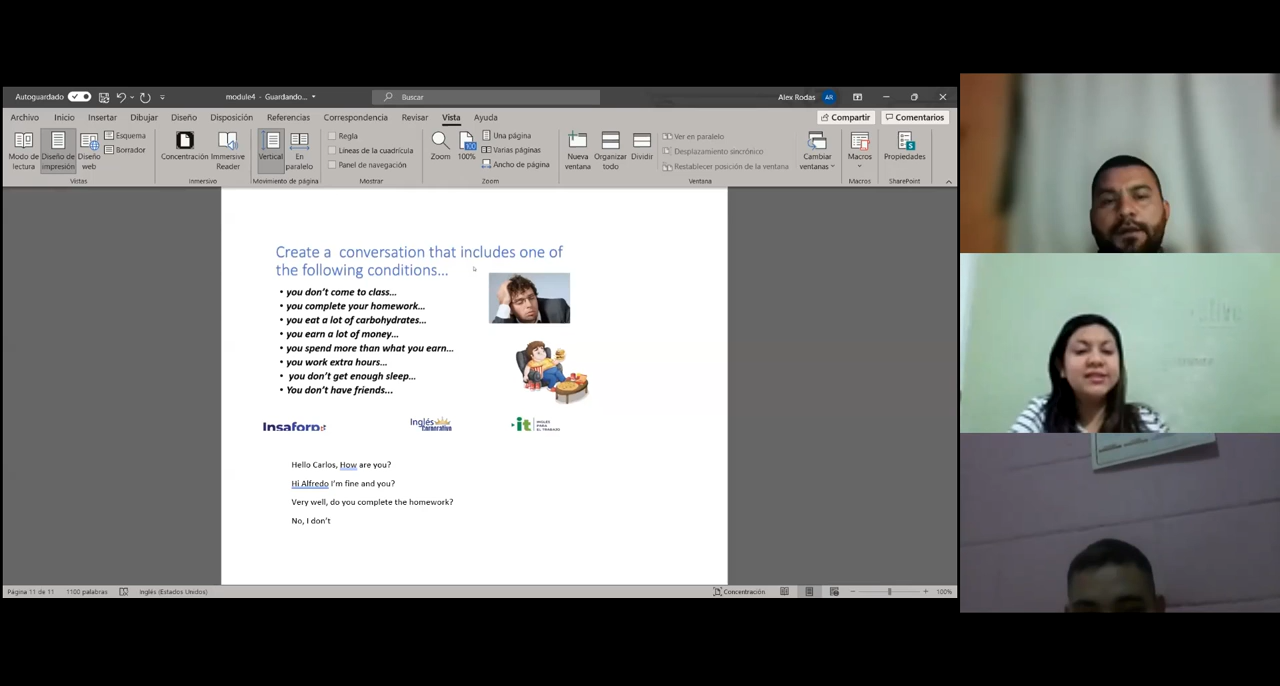 Autoguardado
module4 - Guardando...
Buscar
Alex Rodas AR
Archivo Inicio Insertar Dibujar Diseño Disposición Referencias Correspondencia Revisar Vista Ayuda
Compartir Comentarios
Modo de lectura
Diseño de impresión
Diseño web
Esquema
Borrador
Vistas
Concentración
Immersive Reader
Inmersivo
Vertical
En paralelo
Movimiento de página
Regla
Líneas de la cuadrícula
Panel de navegación
Mostrar
Zoom
100
100%
Una página
Varias páginas
Ancho de página
Zoom
Nueva ventana
Organizar todo
Dividir
Ver en paralelo
Desplazamiento sincrónico
Restablecer posición de la ventana
Ventana
Cambiar ventanas
Macros
Macros
Propiedades
SharePoint
Create a conversation that includes one of
the following conditions...
• you don't come to class...
• you complete your homework...
• you eat a lot of carbohydrates...
• you earn a lot of money...
• you spend more than what you earn...
• you work extra hours...
• you don't get enough sleep...
• You don't have friends...
Insaforp
Inglés
corporativo
it
INGLÉS
PARA
EL TRABAJO
Hello Carlos, How are you?
Hi Alfredo I'm fine and you?
Very well, do you complete the homework?
No, I don't
Página 11 de 11 1100 palabras Inglés (Estados Unidos)
Concentración
100%